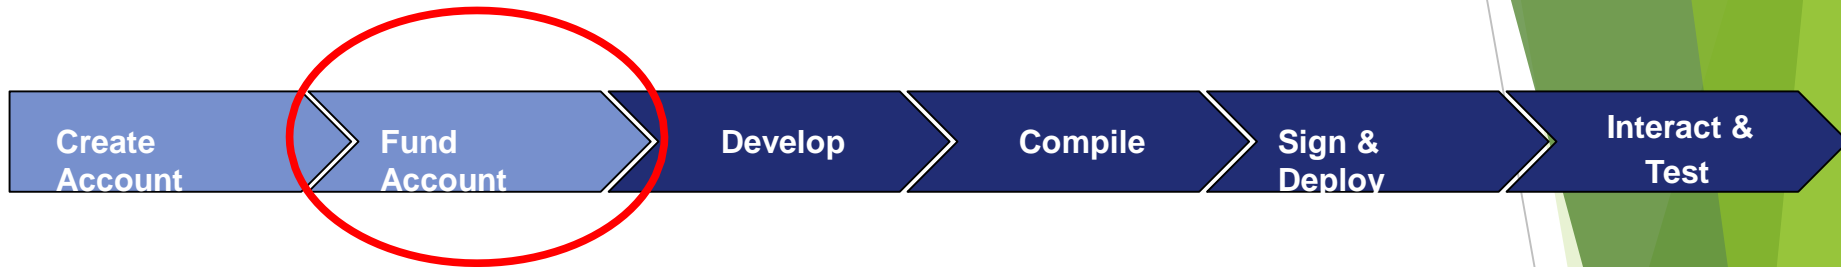 Create
Account
Fund
Account
Develop
Compile
Sign &
Deploy
Interact &
Test